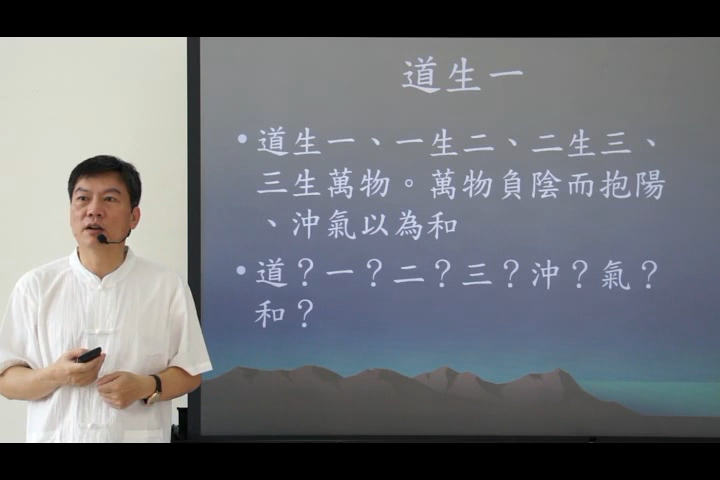 道生一
•道生一、一生二、二生三、
三生萬物。萬物負陰而抱陽
、沖氣以為和
•道？一？二？三？沖？氣？
和？